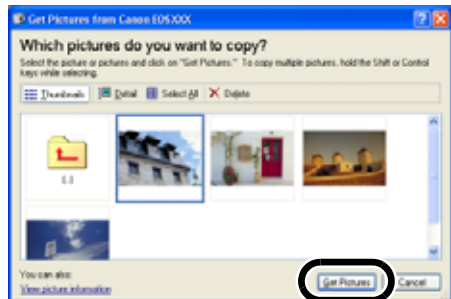 Get Pictures from Canon EOSXXX
Which pictures do you want to copy?
Select the picture or pictures and click on "Get Pictures." To copy multiple pictures, hold the Shift or Control
keys while selecting.
Thumbnails Detail Select All Delete
[..]
You can also:
View picture information
Get Pictures Cancel